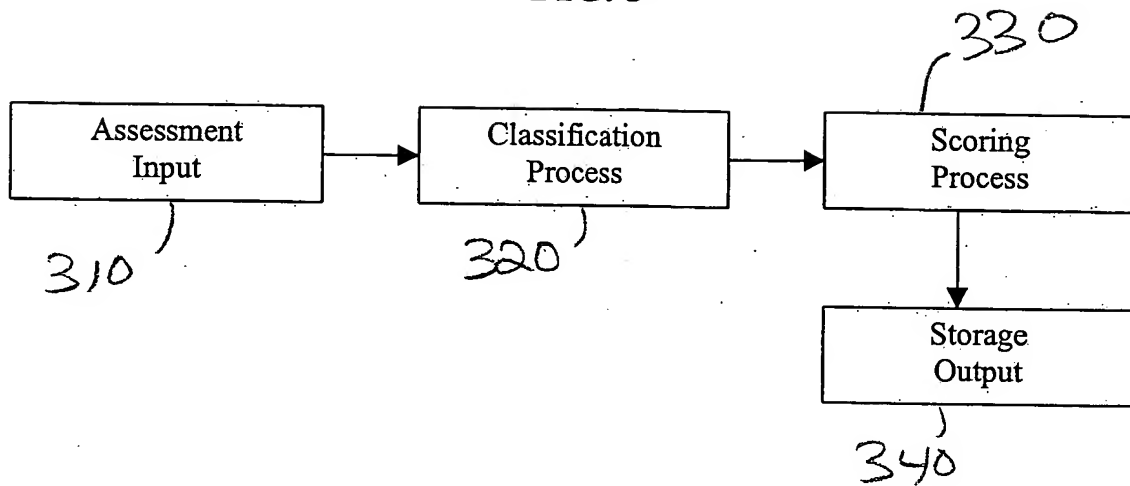 330
Assessment
Input
Classification
Process
Scoring
Process
310
320
Storage
Output
340